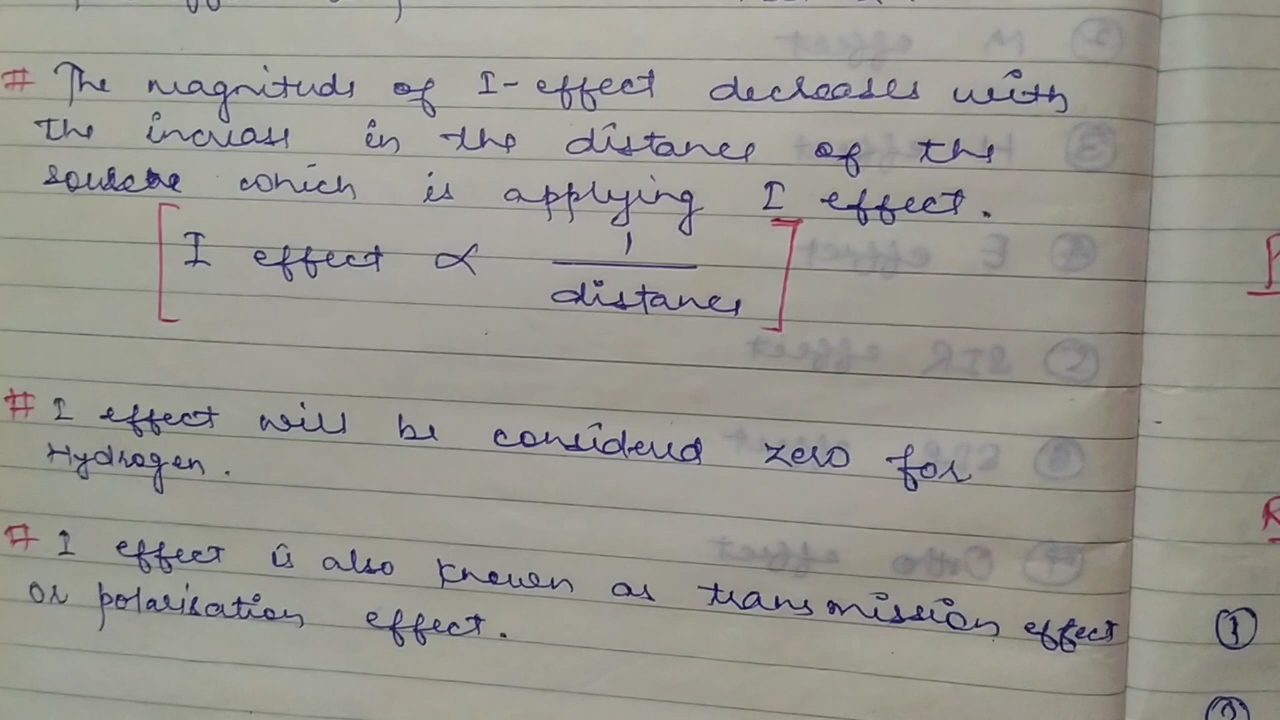 # The magnitude of I-effect decreases with
the increase in the distance of the
source which is applying I effect.
[ I effect ∝ 1 / distance ]
# I effect will be considered zero for
Hydrogen.
# I effect is also known as transmission effect
or polarisation effect.
①
②